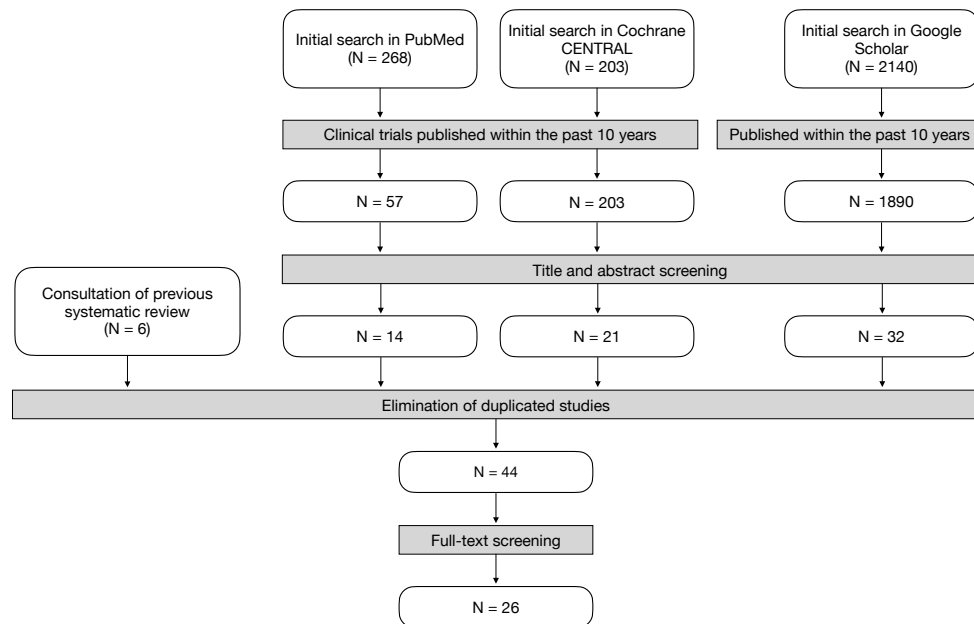 Initial search in PubMed
(N = 268)
Initial search in Cochrane
CENTRAL
(N = 203)
Initial search in Google
Scholar
(N = 2140)
Clinical trials published within the past 10 years
Published within the past 10 years
N = 57
N = 203
N = 1890
Title and abstract screening
Consultation of previous
systematic review
(N = 6)
N = 14
N = 21
N = 32
Elimination of duplicated studies
N = 44
Full-text screening
N = 26